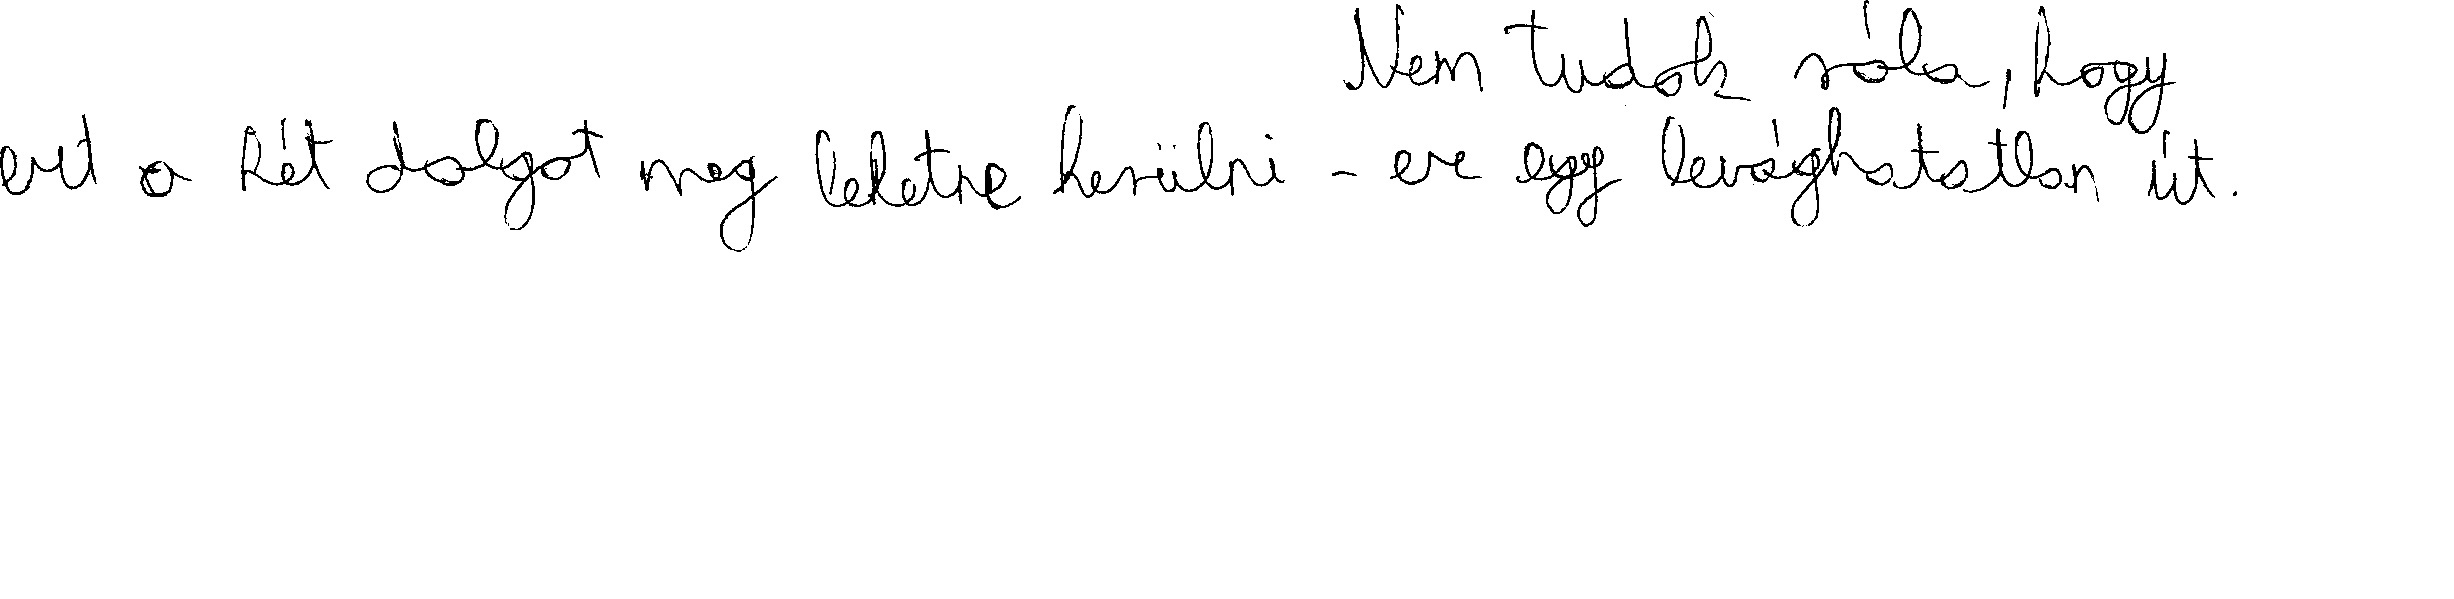 Nem tudok róla, hogy
ezt a két dolgot meg lehetne kerülni - ez egy levághatatlan út.